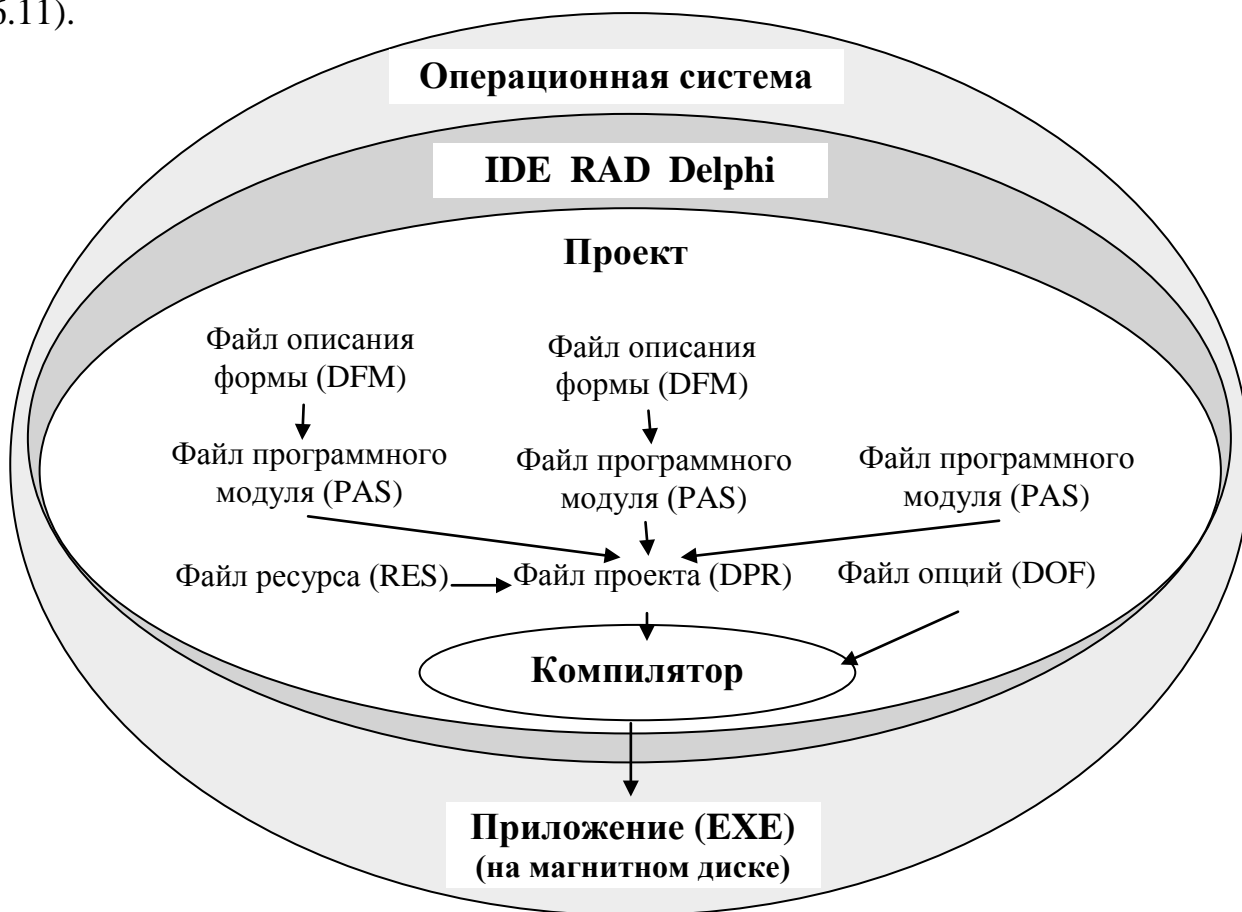 6.11).
Операционная система
IDE RAD Delphi
Проект
Файл описания
формы (DFM)
Файл описания
формы (DFM)
Файл программного
модуля (PAS)
Файл программного
модуля (PAS)
Файл программного
модуля (PAS)
Файл ресурса (RES)
Файл проекта (DPR)
Файл опций (DOF)
Компилятор
Приложение (EXE)
(на магнитном диске)